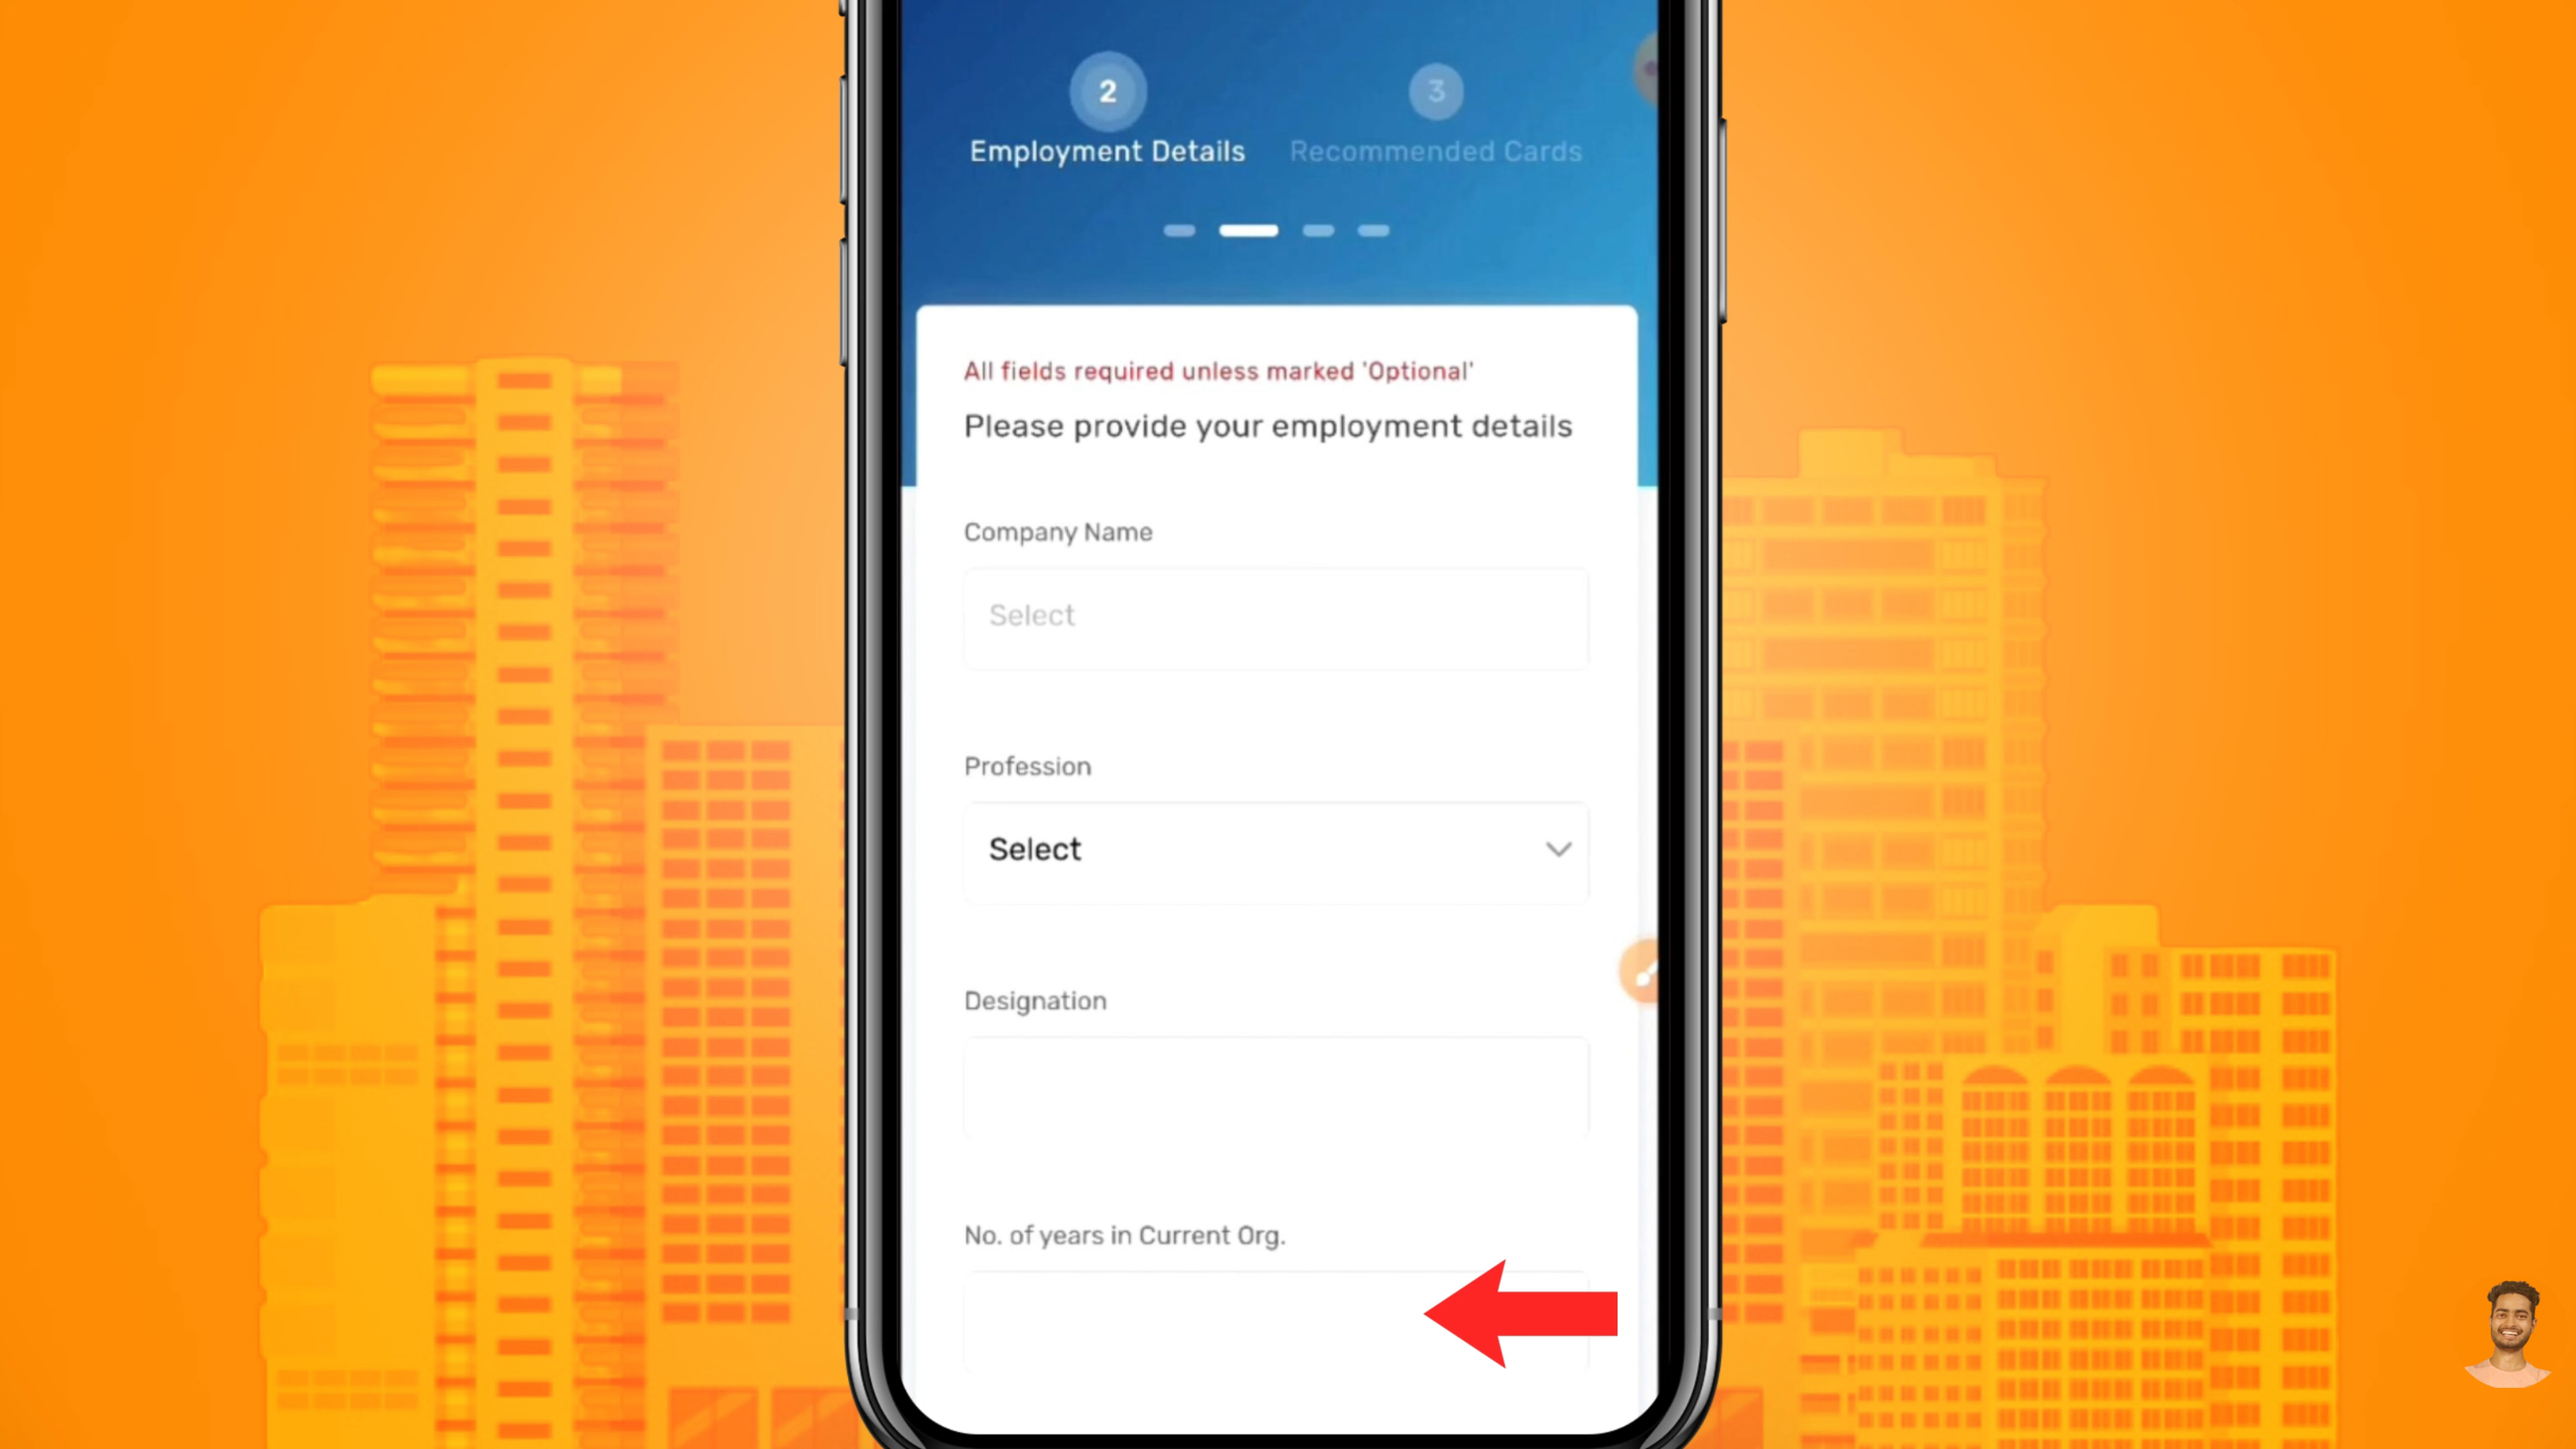 2
3
Employment Details
Recommended Cards
All fields required unless marked 'Optional'
Please provide your employment details
Company Name
Select
Profession
Select
Designation
No. of years in Current Org.